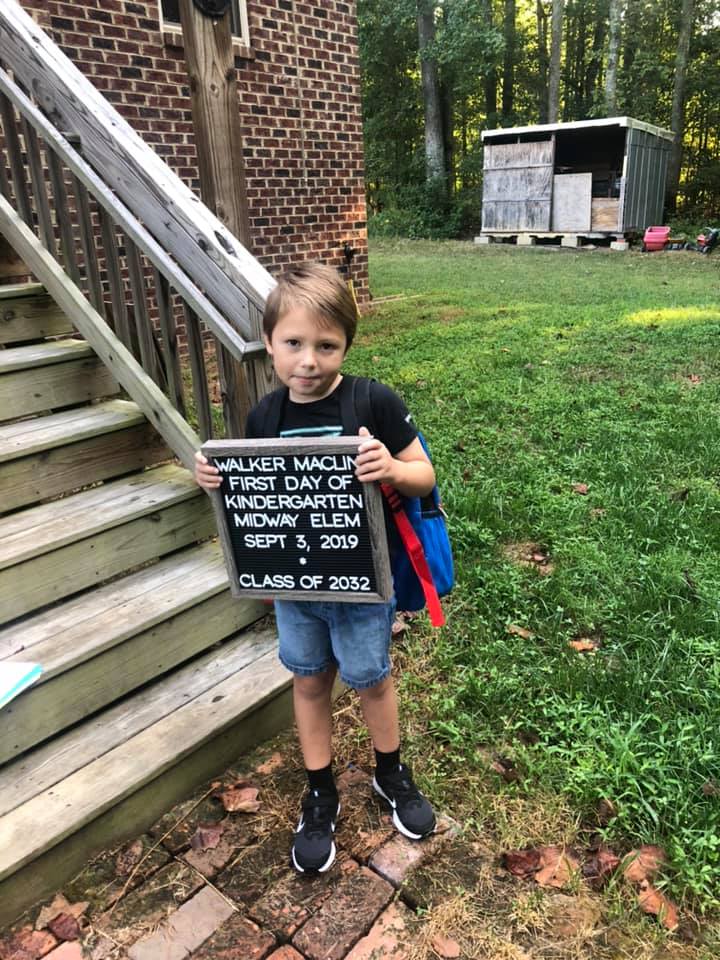 WALKER MACLIN
FIRST DAY OF
KINDERGARTEN
MIDWAY ELEM
SEPT 3, 2019
*
CLASS OF 2032